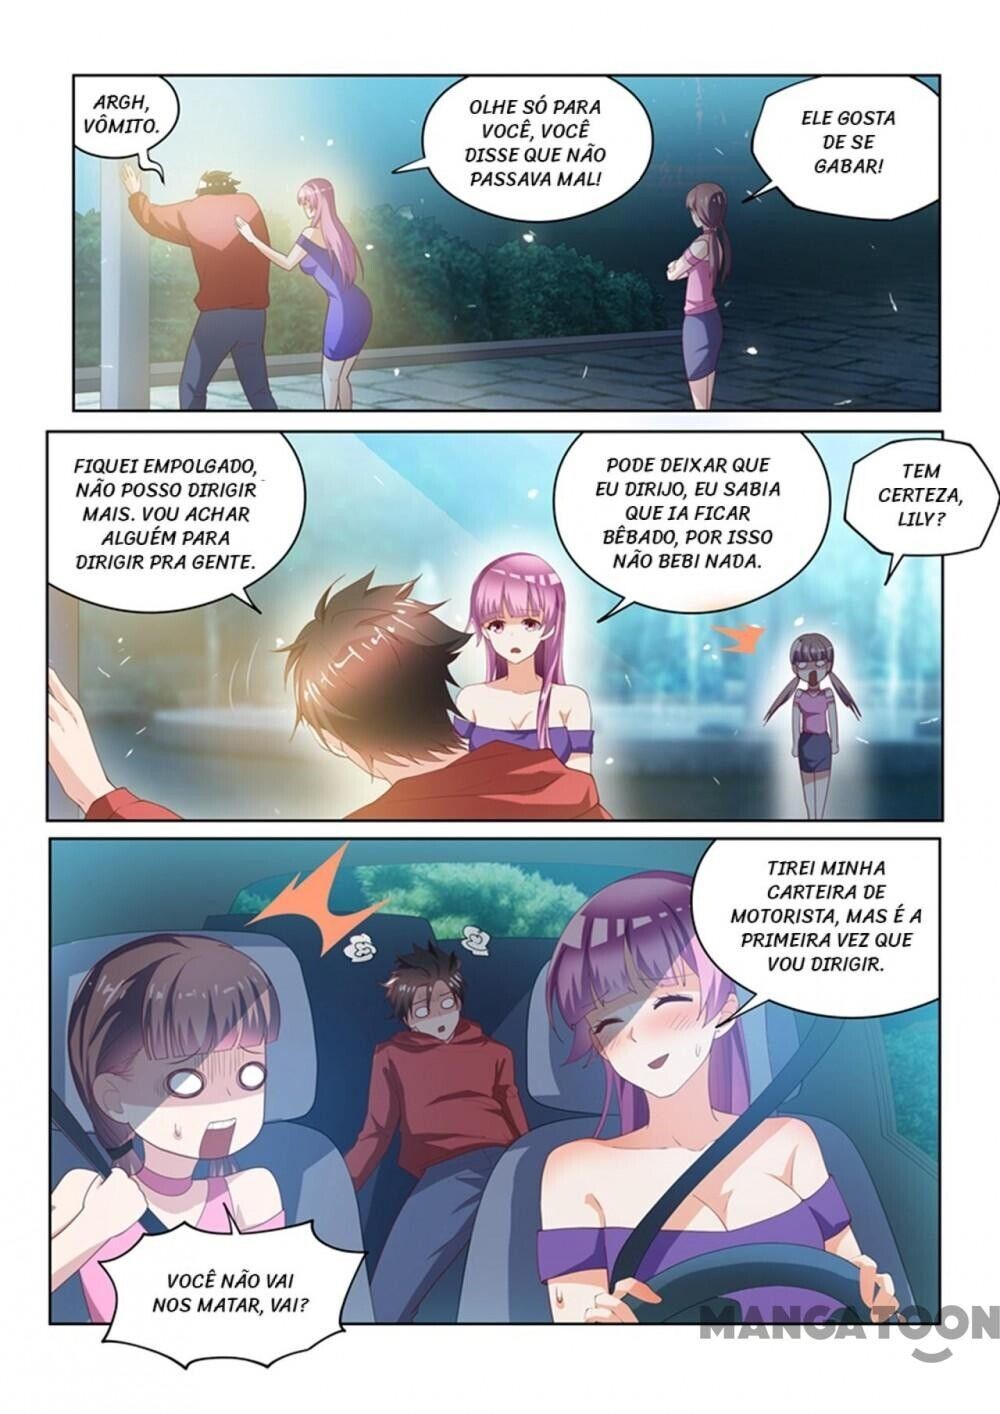 ARGH,
VÔMITO.
OLHE SÓ PARA
VOCÊ, VOCÊ
DISSE QUE NÃO
PASSAVA MAL!
ELE GOSTA
DE SE
GABAR!
FIQUEI EMPOLGADO,
NÃO POSSO DIRIGIR
MAIS. VOU ACHAR
ALGUÉM PARA
DIRIGIR PRA GENTE.
PODE DEIXAR QUE
EU DIRIJO, EU SABIA
QUE IA FICAR
BÊBADO, POR ISSO
NÃO BEBI NADA.
TEM
CERTEZA,
LILY?
TIREI MINHA
CARTEIRA DE
MOTORISTA, MAS É A
PRIMEIRA VEZ QUE
VOU DIRIGIR.
VOCÊ NÃO VAI
NOS MATAR, VAI?
MANGATOON